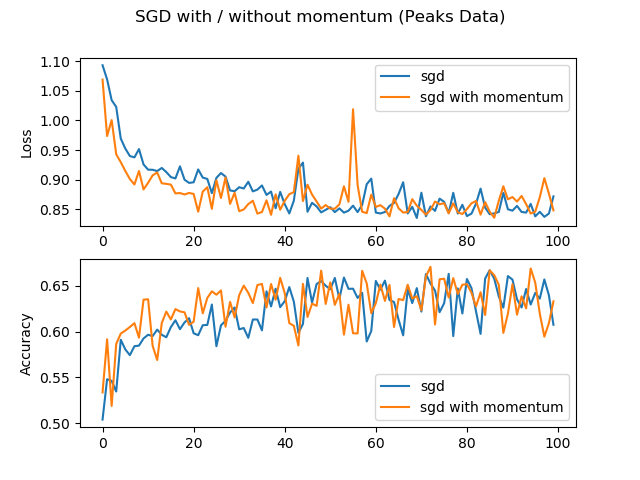 SGD with / without momentum (Peaks Data)
1.10
1.05
1.00
0.95
0.90
0.85
Loss
sgd
sgd with momentum
0 20 40 60 80 100
0.65
0.60
0.55
0.50
Accuracy
sgd
sgd with momentum
0 20 40 60 80 100